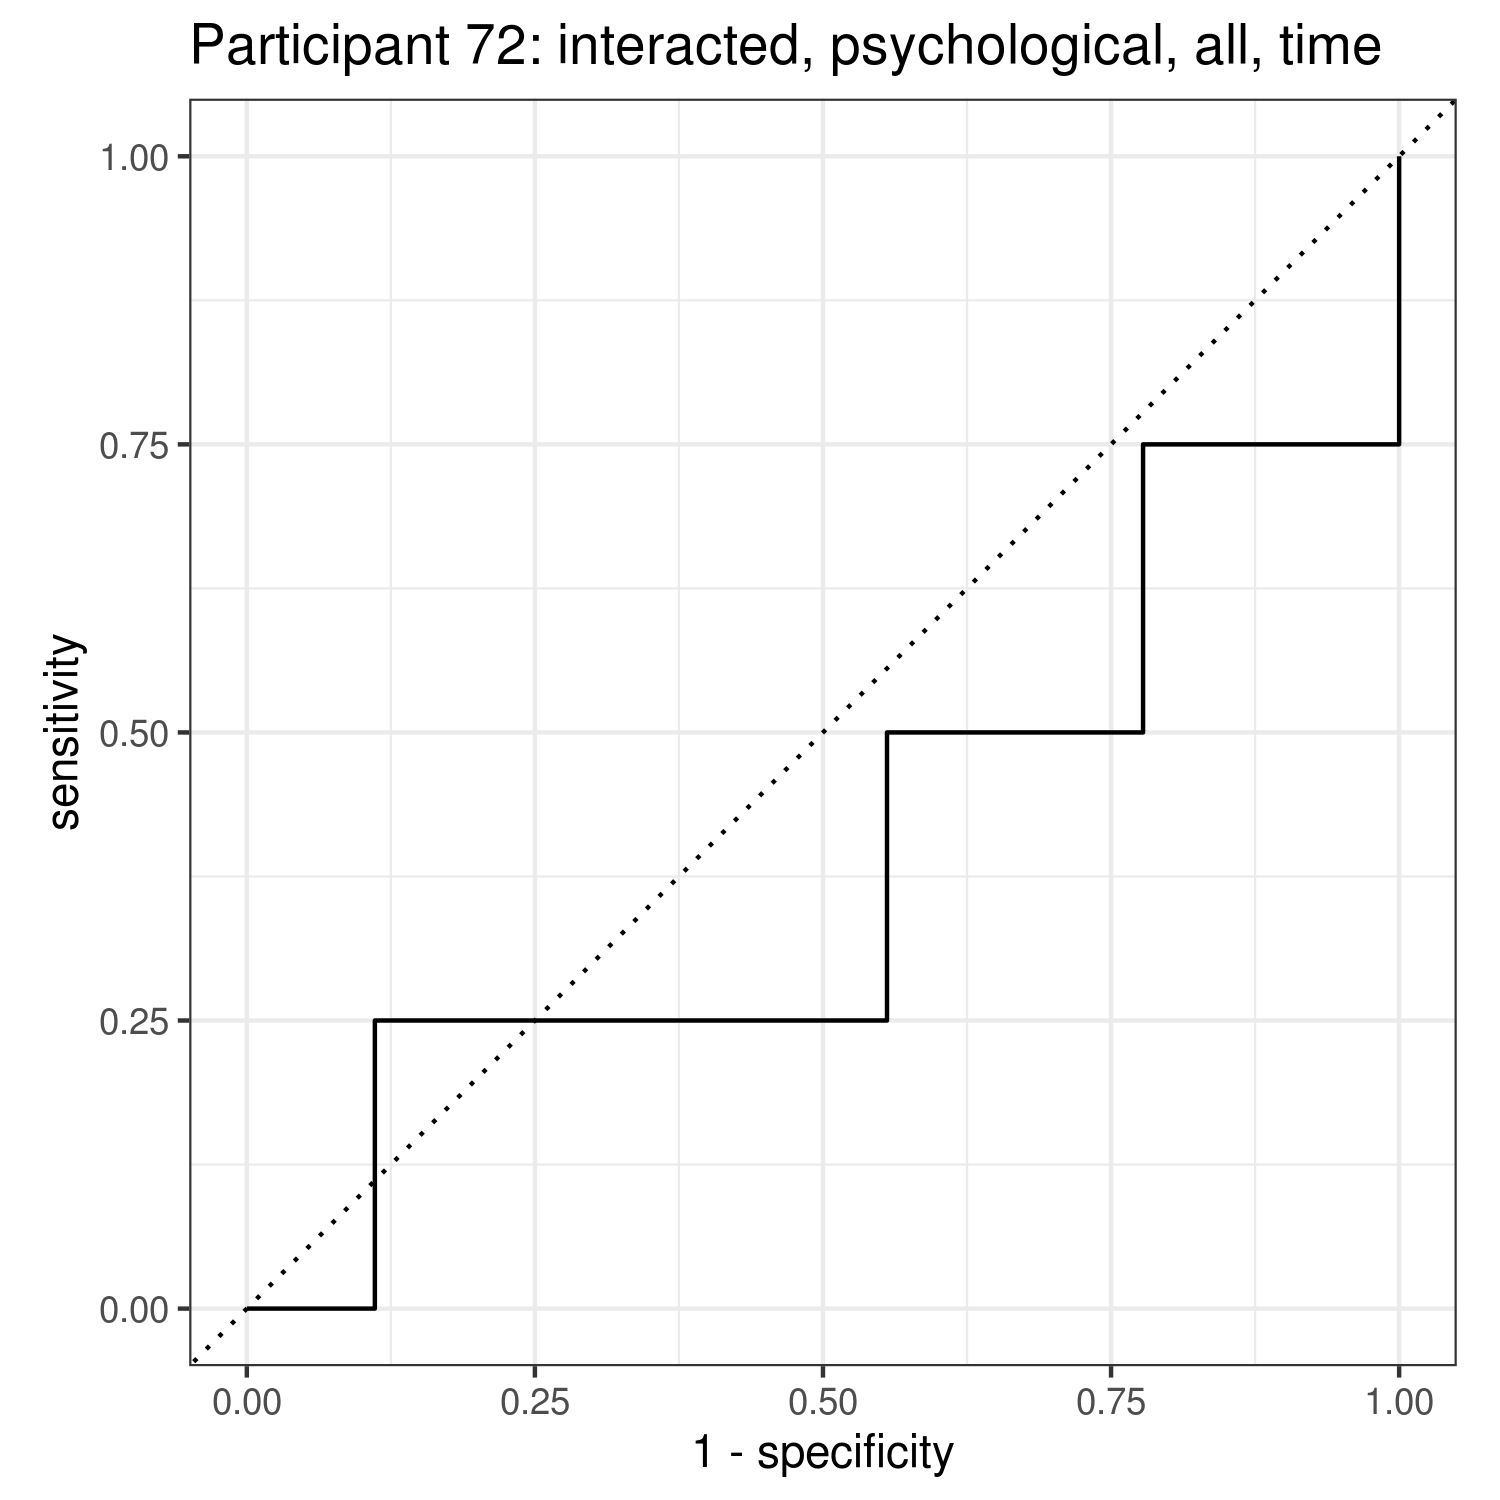 Participant 72: interacted, psychological, all, time
1.00
0.75
0.50
0.25
0.00
sensitivity
0.00 0.25 0.50 0.75 1.00
1 - specificity